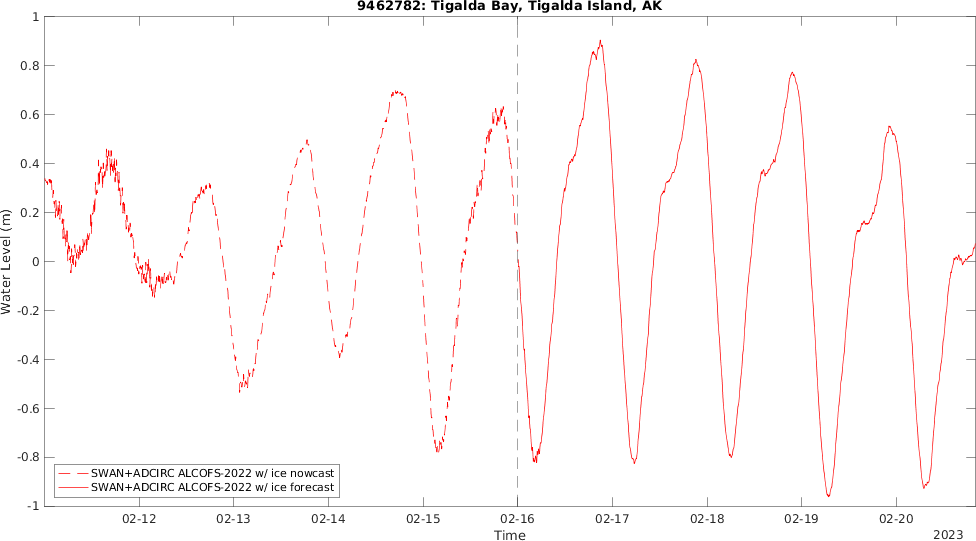 9462782: Tigalda Bay, Tigalda Island, AK
1
0.8
0.6
0.4
0.2
0
-0.2
-0.4
-0.6
-0.8
-1
Water Level (m)
SWAN+ADCIRC ALCOFS-2022 w/ ice nowcast
SWAN+ADCIRC ALCOFS-2022 w/ ice forecast
02-12 02-13 02-14 02-15 02-16 02-17 02-18 02-19 02-20
Time
2023